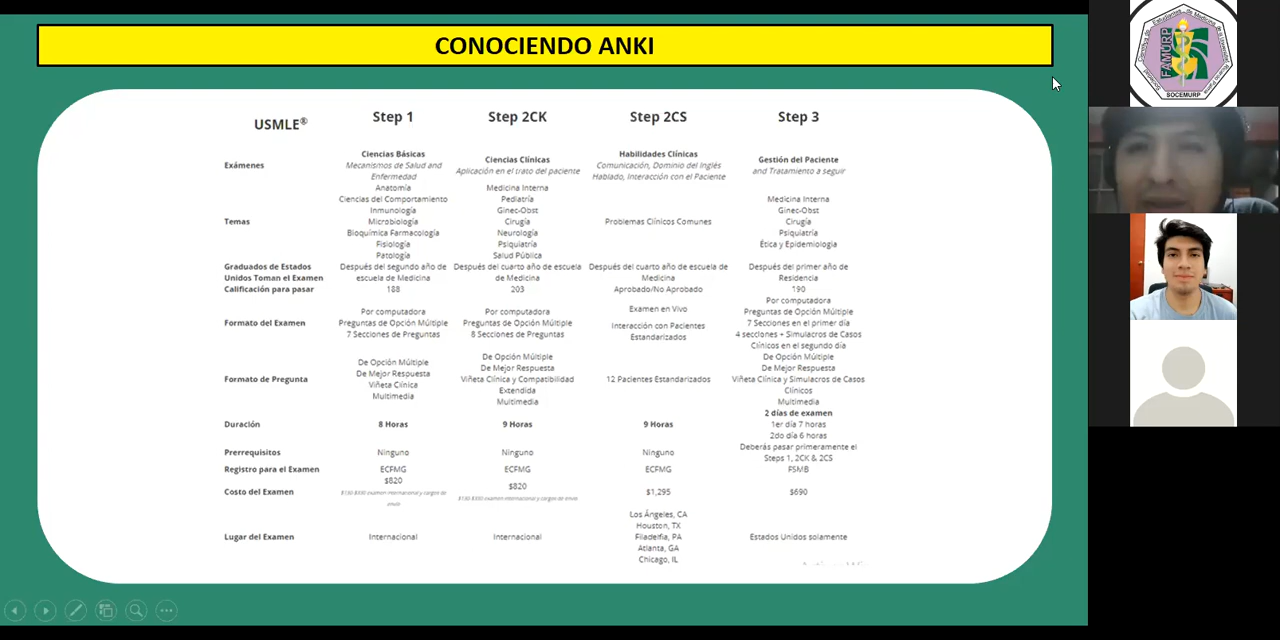 CONOCIENDO ANKI
USMLE®
Step 1
Step 2CK
Step 2CS
Step 3
Exámenes
Ciencias Básicas
Mecanismos de Salud and
Enfermedad
Ciencias Clínicas
Aplicación en el trato del paciente
Habilidades Clínicas
Comunicación, Dominio del Inglés
Hablado, Interacción con el Paciente
Gestión del Paciente
and Tratamiento a seguir
Temas
Anatomía
Ciencias del Comportamiento
Inmunología
Microbiología
Bioquímica Farmacología
Fisiología
Patología
Medicina Interna
Pediatría
Ginec-Obst
Cirugía
Neurología
Psiquiatría
Salud Pública
Problemas Clínicos Comunes
Medicina Interna
Ginec-Obst
Cirugía
Psiquiatría
Ética y Epidemiología
Graduados de Estados
Unidos Toman el Examen
Después del segundo año de
escuela de Medicina
Después del cuarto año de escuela
de Medicina
Después del cuarto año de escuela de
Medicina
Después del primer año de
Residencia
Calificación para pasar
188
203
Aprobado/No Aprobado
190
Formato del Examen
Por computadora
Preguntas de Opción Múltiple
7 Secciones de Preguntas
Por computadora
Preguntas de Opción Múltiple
8 Secciones de Preguntas
Examen en Vivo
Interacción con Pacientes
Estandarizados
Por computadora
Preguntas de Opción Múltiple
7 Secciones en el primer día
4 secciones + Simulacros de Casos
Clínicos en el segundo día
Formato de Pregunta
De Opción Múltiple
De Mejor Respuesta
Viñeta Clínica
Multimedia
De Opción Múltiple
De Mejor Respuesta
Viñeta Clínica y Compatibilidad
Extendida
Multimedia
12 Pacientes Estandarizados
De Opción Múltiple
De Mejor Respuesta
Viñeta Clínica y Simulacros de Casos
Clínicos
Multimedia
Duración
8 Horas
9 Horas
9 Horas
2 días de examen
1er día 7 horas
2do día 6 horas
Prerrequisitos
Ninguno
Ninguno
Ninguno
Deberás pasar primeramente el
Steps 1, 2CK & 2CS
Registro para el Examen
ECFMG
ECFMG
ECFMG
FSMB
Costo del Examen
$820
examen internacional y cargos de
envío
$820
examen internacional y cargos de envío
$1,295
$690
Lugar del Examen
Internacional
Internacional
Los Ángeles, CA
Houston, TX
Filadelfia, PA
Atlanta, GA
Chicago, IL
Estados Unidos solamente
FAMURP
SOCEMURP